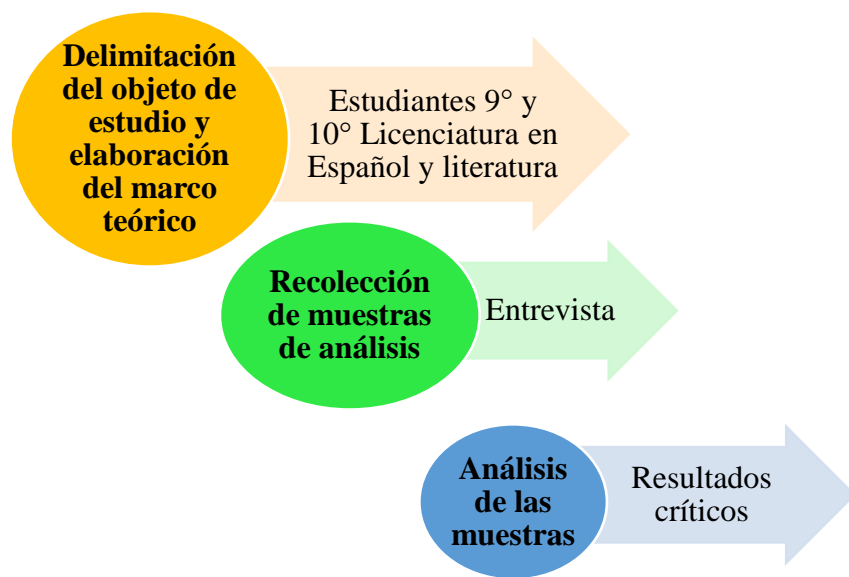 Delimitación
del objeto de
estudio y
elaboración
del marco
teórico
Estudiantes 9° y
10° Licenciatura en
Español y literatura
Recolección
de muestras
de análisis
Entrevista
Análisis
de las
muestras
Resultados
críticos